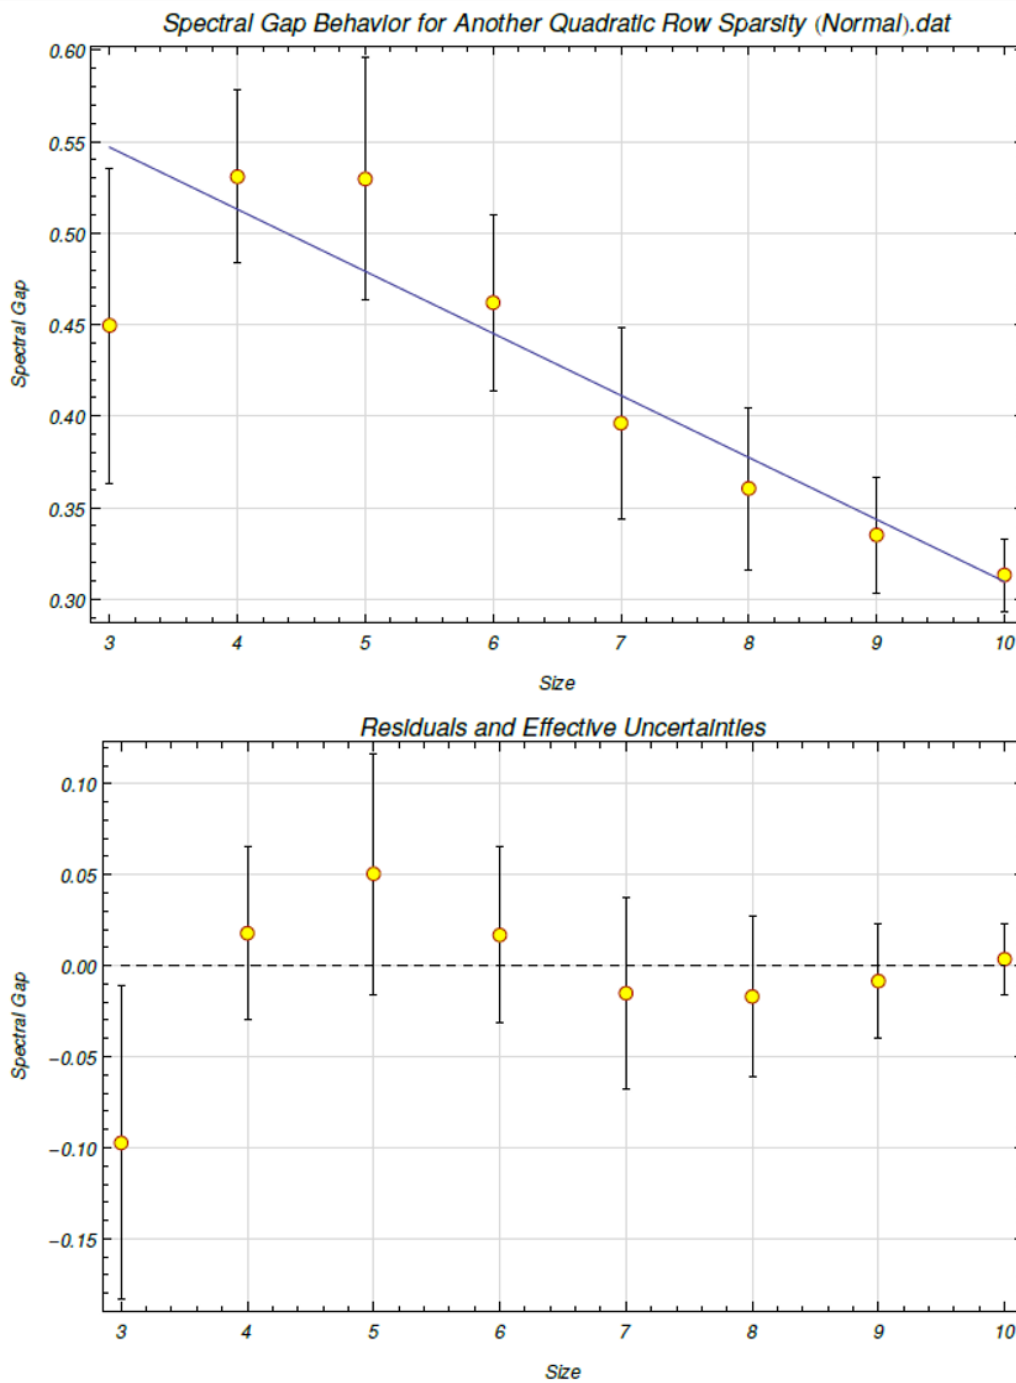 Spectral Gap Behavior for Another Quadratic Row Sparsity (Normal).dat
0.60
0.55
0.50
0.45
0.40
0.35
0.30
Spectral Gap
3 4 5 6 7 8 9 10
Size
Residuals and Effective Uncertainties
0.10
0.05
0.00
−0.05
−0.10
−0.15
Spectral Gap
3 4 5 6 7 8 9 10
Size